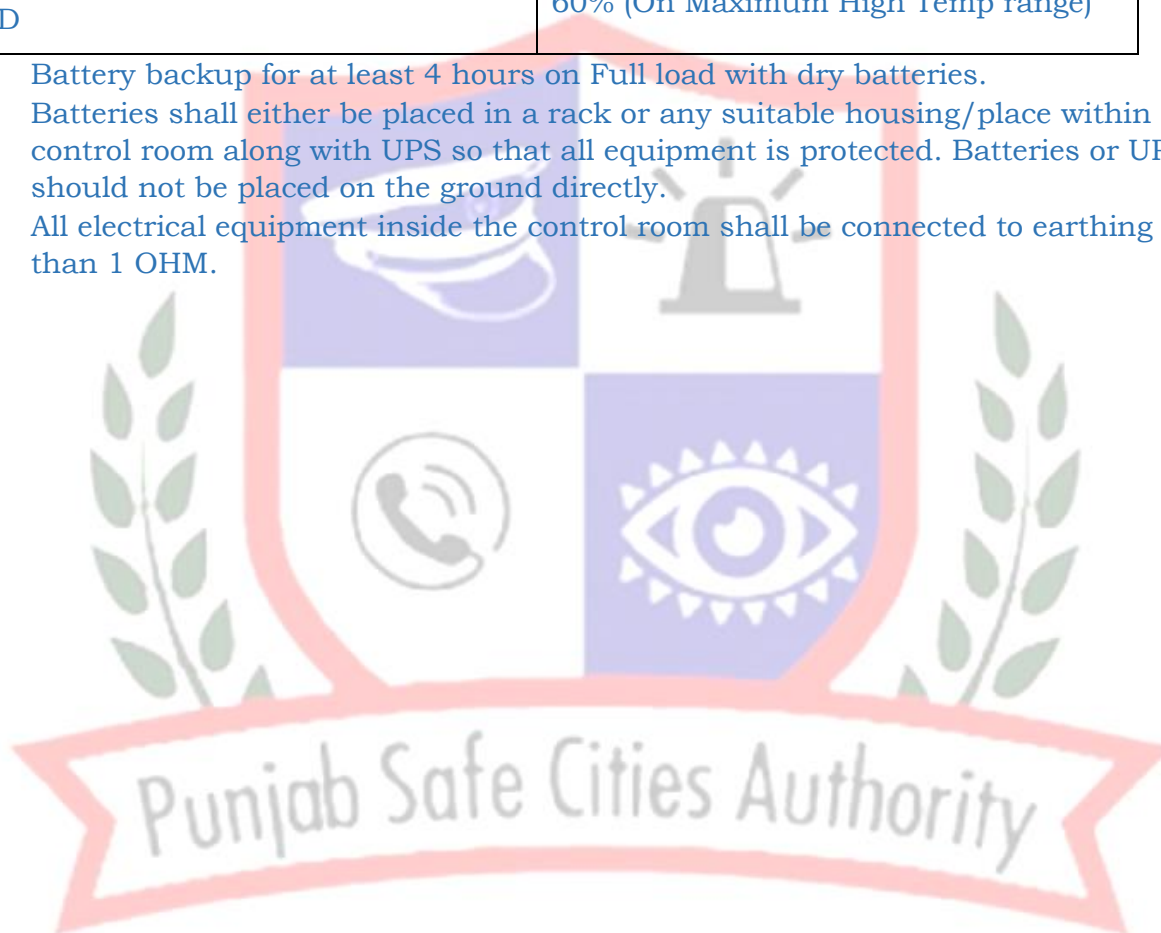 D
60% (On Maximum High Temp range)
Battery backup for at least 4 hours on Full load with dry batteries.
Batteries shall either be placed in a rack or any suitable housing/place within
control room along with UPS so that all equipment is protected. Batteries or
should not be placed on the ground directly.
All electrical equipment inside the control room shall be connected to earthing
than 1 OHM.
Punjab Safe Cities Authority